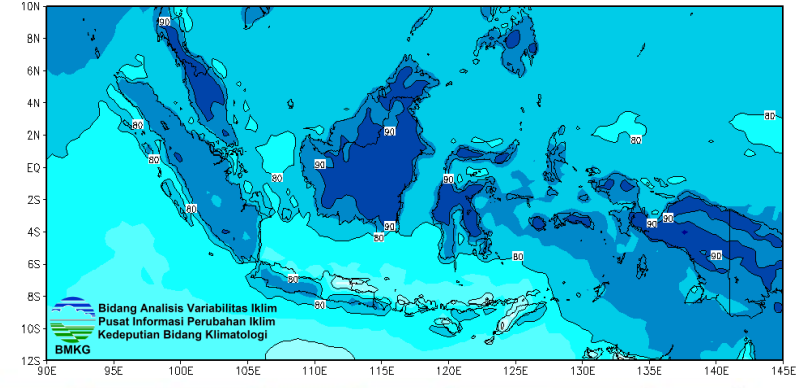 10N
8N
6N
4N
2N
EQ
2S
4S
6S
8S
10S
12S
90E
95E
100E
105E
110E
115E
120E
125E
130E
135E
140E
145E
90
90
80
80
80
80
90
90
90
80
90
80
80
80
90
90
90
80
80
Bidang Analisis Variabilitas Iklim
Pusat Informasi Perubahan Iklim
Kedeputian Bidang Klimatologi
BMKG